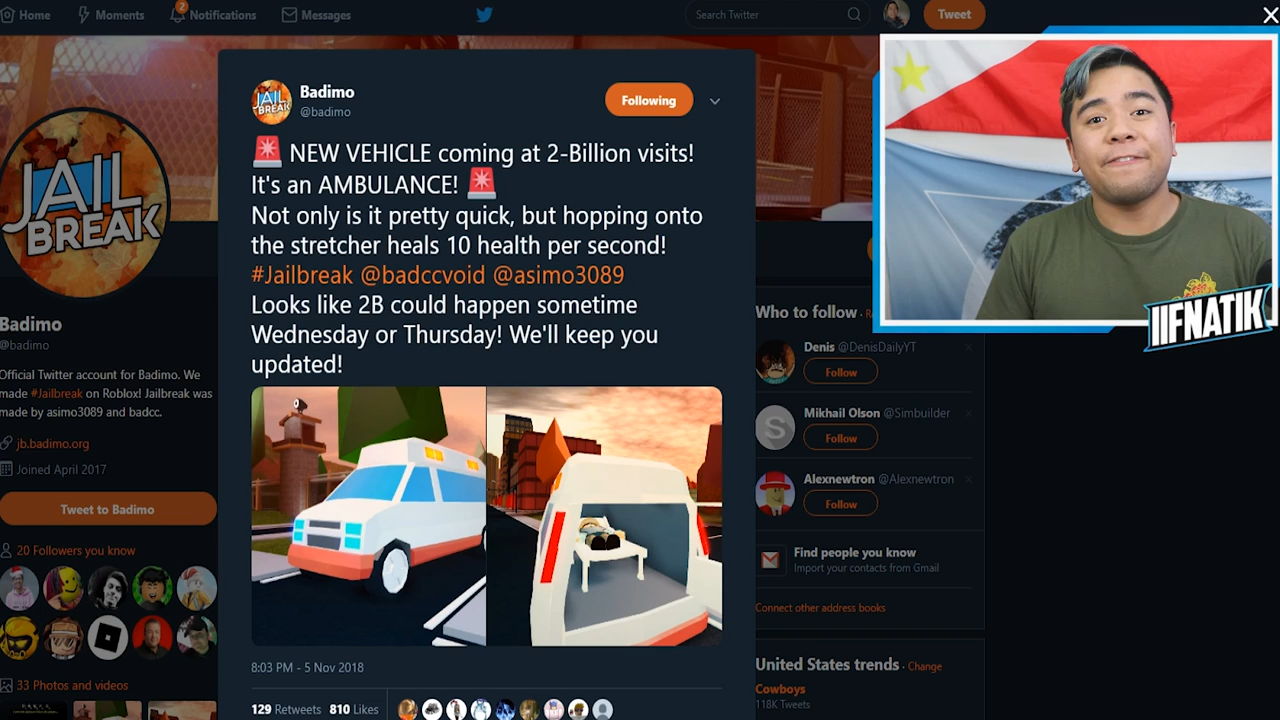 Home
Moments
2
Notifications
Messages
Search Twitter
Tweet
IIFNATIK
JAIL
BREAK
Badimo
@badimo
Official Twitter account for Badimo. We
made #Jailbreak on Roblox! Jailbreak was
made by asimo3089 and badcc.
jb.badimo.org
Joined April 2017
Tweet to Badimo
20 Followers you know
33 Photos and videos
JAIL
BREAK
Badimo
@badimo
Following
🚨 NEW VEHICLE coming at 2-Billion visits!
It's an AMBULANCE! 🚨
Not only is it pretty quick, but hopping onto
the stretcher heals 10 health per second!
#Jailbreak @badccvoid @asimo3089
Looks like 2B could happen sometime
Wednesday or Thursday! We'll keep you
updated!
8:03 PM - 5 Nov 2018
129 Retweets 810 Likes
Who to follow
Denis @DenisDailyYT
Follow
S
Mikhail Olson @Simbuilder
Follow
Alexnewtron @Alexnewtron
Follow
Find people you know
Import your contacts from Gmail
Connect other address books
United States trends · Change
Cowboys
118K Tweets